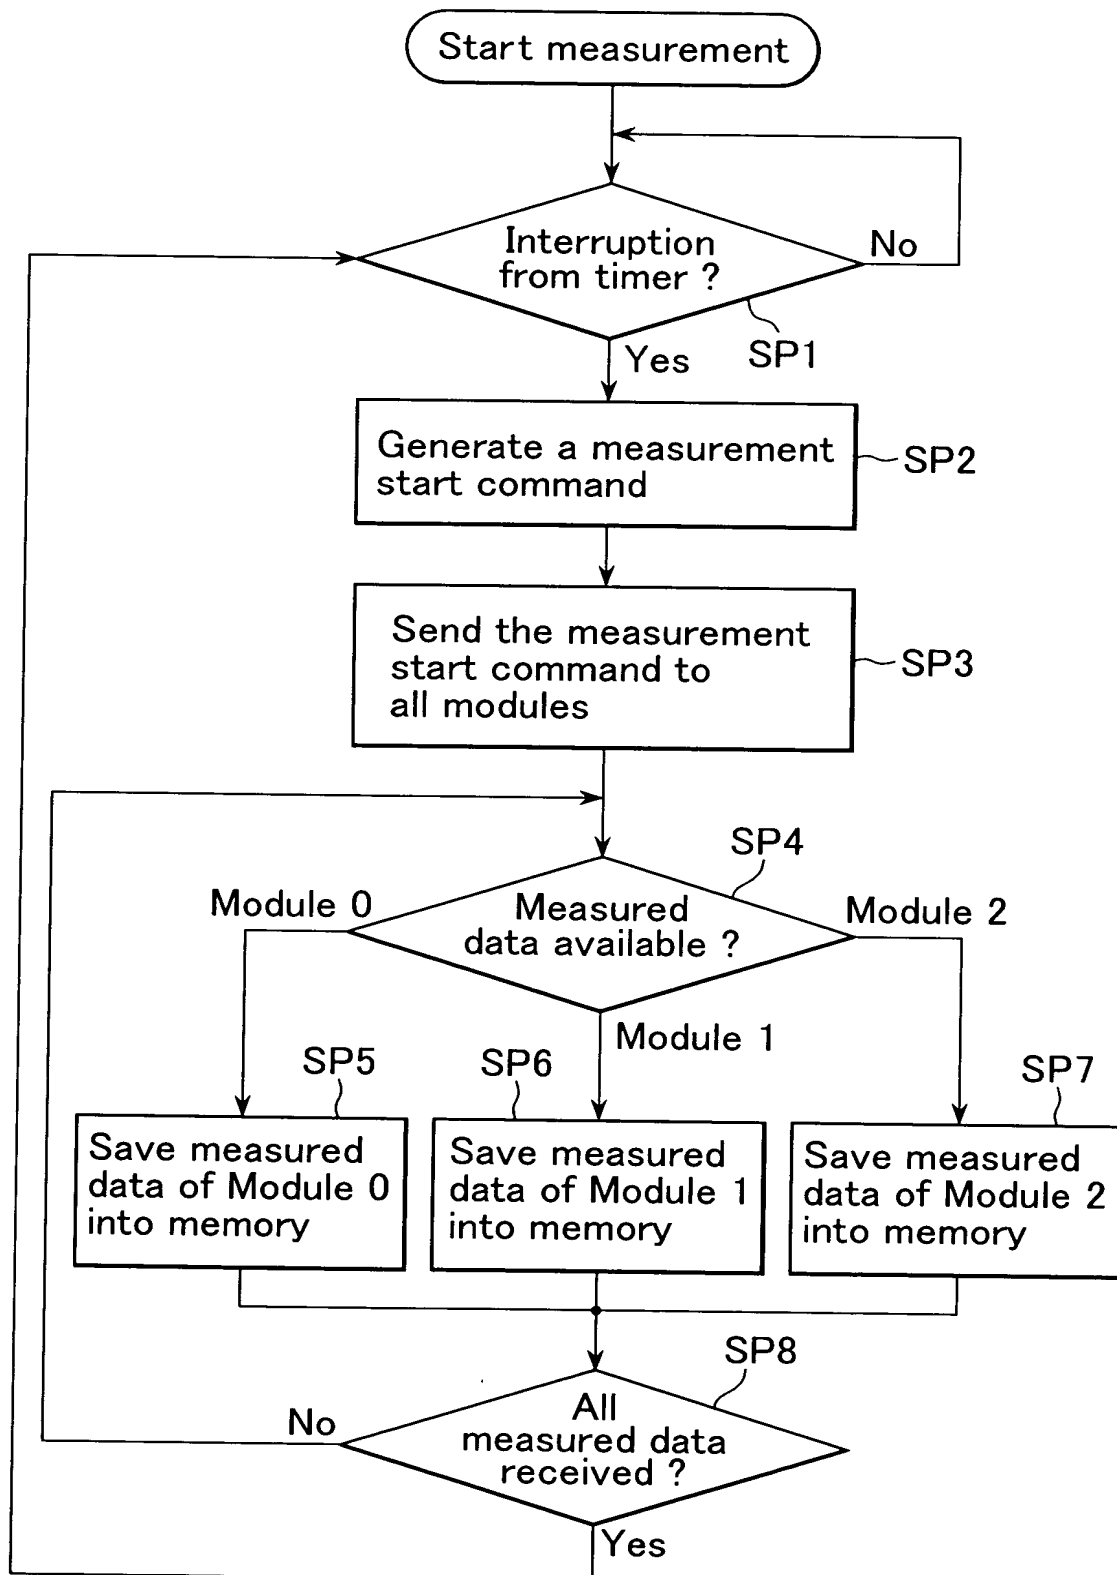 Start measurement
Interruption
from timer ?
No
SP1
Yes
Generate a measurement
start command
SP2
Send the measurement
start command to
all modules
SP3
SP4
Module 0
Measured
data available ?
Module 2
Module 1
SP5
SP6
SP7
Save measured
data of Module 0
into memory
Save measured
data of Module 1
into memory
Save measured
data of Module 2
into memory
SP8
No
All
measured data
received ?
Yes